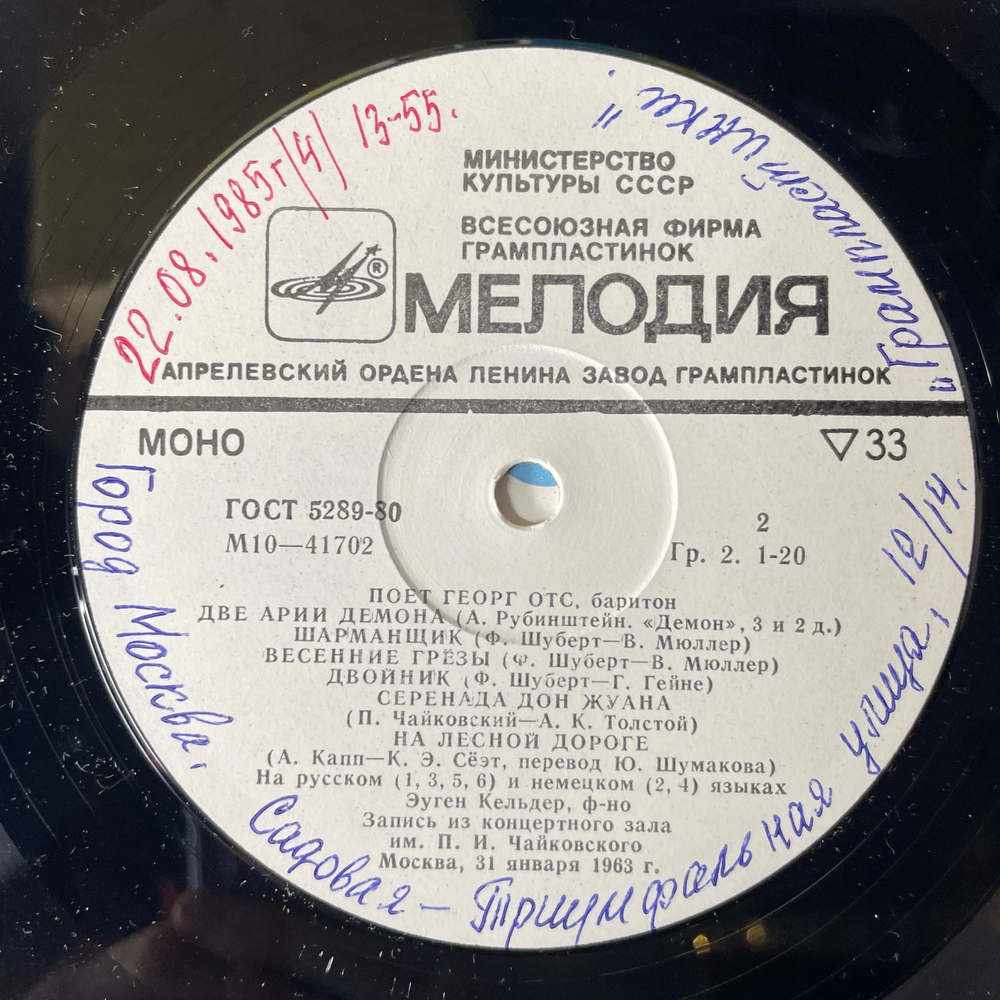 22.08.1985г/4/ 13-55.
МИНИСТЕРСТВО
КУЛЬТУРЫ СССР
ВСЕСОЮЗНАЯ ФИРМА
ГРАМПЛАСТИНОК
®
МЕЛОДИЯ
АПРЕЛЕВСКИЙ ОРДЕНА ЛЕНИНА ЗАВОД ГРАМПЛАСТИНОК
МОНО
▽33
ГОСТ 5289-80
М10—41702
2
Гр. 2. 1-20
ПОЕТ ГЕОРГ ОТС, баритон
ДВЕ АРИИ ДЕМОНА (А. Рубинштейн. «Демон», 3 и 2 д.)
ШАРМАНЩИК (Ф. Шуберт—В. Мюллер)
ВЕСЕННИЕ ГРЁЗЫ (Ф. Шуберт—В. Мюллер)
ДВОЙНИК (Ф. Шуберт—Г. Гейне)
СЕРЕНАДА ДОН ЖУАНА
(П. Чайковский—А. К. Толстой)
НА ЛЕСНОЙ ДОРОГЕ
(А. Капп—К. Э. Сёэт, перевод Ю. Шумакова)
На русском (1, 3, 5, 6) и немецком (2, 4) языках
Эуген Кельдер, ф-но
Запись из концертного зала
им. П. И. Чайковского
Москва, 31 января 1963 г.
Город Москва.
Садовая — Триумфальная улица, 12/14.
"Грампластинки".